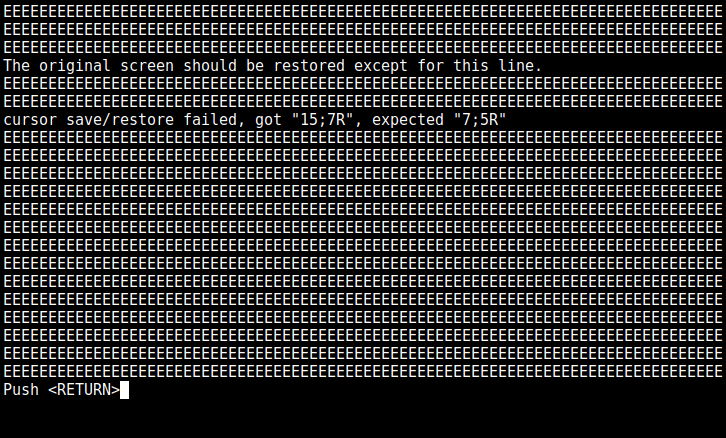 EEEEEEEEEEEEEEEEEEEEEEEEEEEEEEEEEEEEEEEEEEEEEEEEEEEEEEEEEEEEEEEEEEEEEEEEEEEEEEEE
EEEEEEEEEEEEEEEEEEEEEEEEEEEEEEEEEEEEEEEEEEEEEEEEEEEEEEEEEEEEEEEEEEEEEEEEEEEEEEEE
EEEEEEEEEEEEEEEEEEEEEEEEEEEEEEEEEEEEEEEEEEEEEEEEEEEEEEEEEEEEEEEEEEEEEEEEEEEEEEEE
The original screen should be restored except for this line.
EEEEEEEEEEEEEEEEEEEEEEEEEEEEEEEEEEEEEEEEEEEEEEEEEEEEEEEEEEEEEEEEEEEEEEEEEEEEEEEE
EEEEEEEEEEEEEEEEEEEEEEEEEEEEEEEEEEEEEEEEEEEEEEEEEEEEEEEEEEEEEEEEEEEEEEEEEEEEEEEE
cursor save/restore failed, got "15;7R", expected "7;5R"
EEEEEEEEEEEEEEEEEEEEEEEEEEEEEEEEEEEEEEEEEEEEEEEEEEEEEEEEEEEEEEEEEEEEEEEEEEEEEEEE
EEEEEEEEEEEEEEEEEEEEEEEEEEEEEEEEEEEEEEEEEEEEEEEEEEEEEEEEEEEEEEEEEEEEEEEEEEEEEEEE
EEEEEEEEEEEEEEEEEEEEEEEEEEEEEEEEEEEEEEEEEEEEEEEEEEEEEEEEEEEEEEEEEEEEEEEEEEEEEEEE
EEEEEEEEEEEEEEEEEEEEEEEEEEEEEEEEEEEEEEEEEEEEEEEEEEEEEEEEEEEEEEEEEEEEEEEEEEEEEEEE
EEEEEEEEEEEEEEEEEEEEEEEEEEEEEEEEEEEEEEEEEEEEEEEEEEEEEEEEEEEEEEEEEEEEEEEEEEEEEEEE
EEEEEEEEEEEEEEEEEEEEEEEEEEEEEEEEEEEEEEEEEEEEEEEEEEEEEEEEEEEEEEEEEEEEEEEEEEEEEEEE
EEEEEEEEEEEEEEEEEEEEEEEEEEEEEEEEEEEEEEEEEEEEEEEEEEEEEEEEEEEEEEEEEEEEEEEEEEEEEEEE
EEEEEEEEEEEEEEEEEEEEEEEEEEEEEEEEEEEEEEEEEEEEEEEEEEEEEEEEEEEEEEEEEEEEEEEEEEEEEEEE
EEEEEEEEEEEEEEEEEEEEEEEEEEEEEEEEEEEEEEEEEEEEEEEEEEEEEEEEEEEEEEEEEEEEEEEEEEEEEEEE
EEEEEEEEEEEEEEEEEEEEEEEEEEEEEEEEEEEEEEEEEEEEEEEEEEEEEEEEEEEEEEEEEEEEEEEEEEEEEEEE
EEEEEEEEEEEEEEEEEEEEEEEEEEEEEEEEEEEEEEEEEEEEEEEEEEEEEEEEEEEEEEEEEEEEEEEEEEEEEEEE
EEEEEEEEEEEEEEEEEEEEEEEEEEEEEEEEEEEEEEEEEEEEEEEEEEEEEEEEEEEEEEEEEEEEEEEEEEEEEEEE
EEEEEEEEEEEEEEEEEEEEEEEEEEEEEEEEEEEEEEEEEEEEEEEEEEEEEEEEEEEEEEEEEEEEEEEEEEEEEEEE
EEEEEEEEEEEEEEEEEEEEEEEEEEEEEEEEEEEEEEEEEEEEEEEEEEEEEEEEEEEEEEEEEEEEEEEEEEEEEEEE
Push <RETURN>